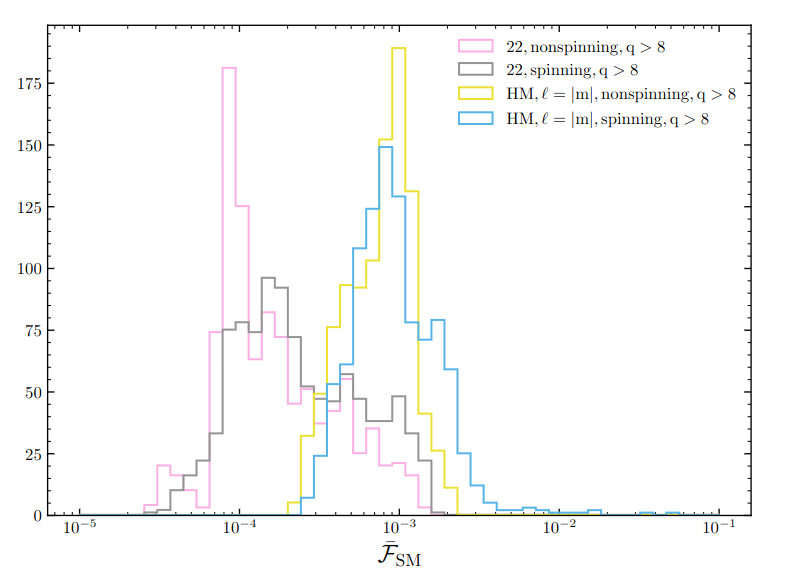 22, nonspinning, q > 8
22, spinning, q > 8
HM, ℓ = |m|, nonspinning, q > 8
HM, ℓ = |m|, spinning, q > 8
175
150
125
100
75
50
25
0
10⁻⁵ 10⁻⁴ 10⁻³ 10⁻² 10⁻¹
ℱ̄_SM